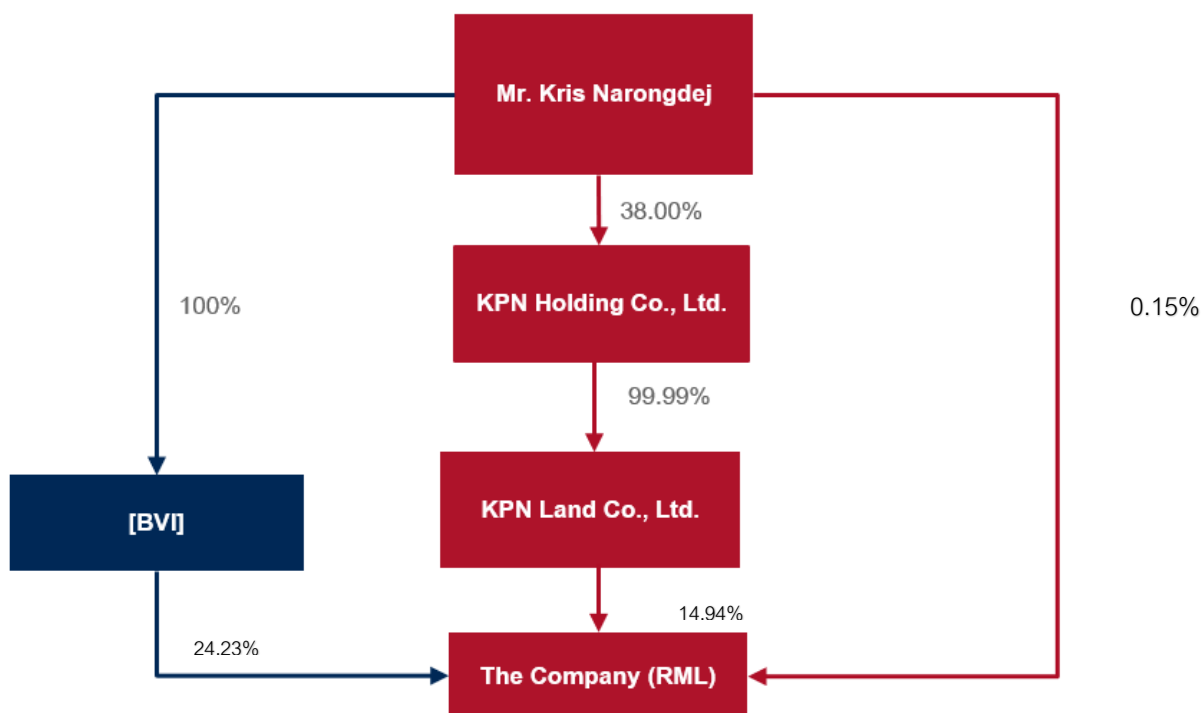 Mr. Kris Narongdej
38.00%
100%
KPN Holding Co., Ltd.
0.15%
99.99%
[BVI]
KPN Land Co., Ltd.
14.94%
24.23%
The Company (RML)